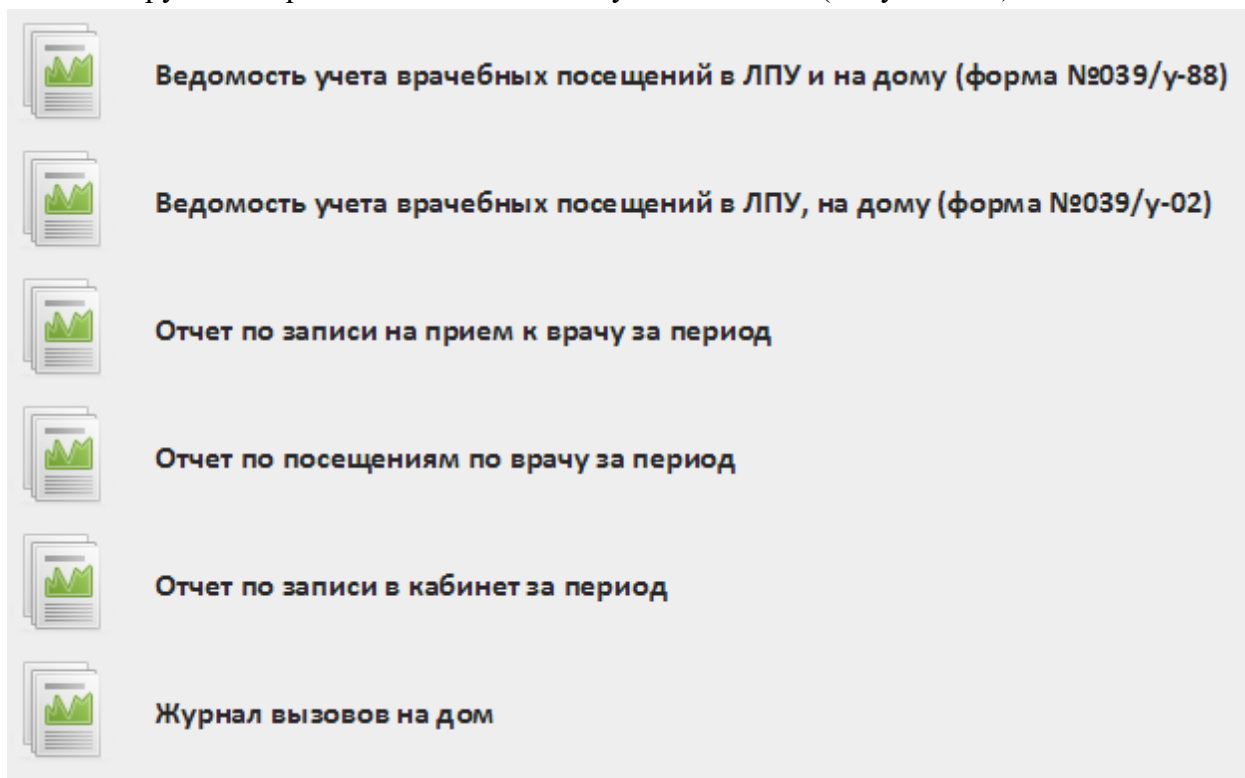 Ведомость учета врачебных посещений в ЛПУ и на дому (форма №039/у-88)
Ведомость учета врачебных посещений в ЛПУ, на дому (форма №039/у-02)
Отчет по записи на прием к врачу за период
Отчет по посещениям по врачу за период
Отчет по записи в кабинет за период
Журнал вызовов на дом